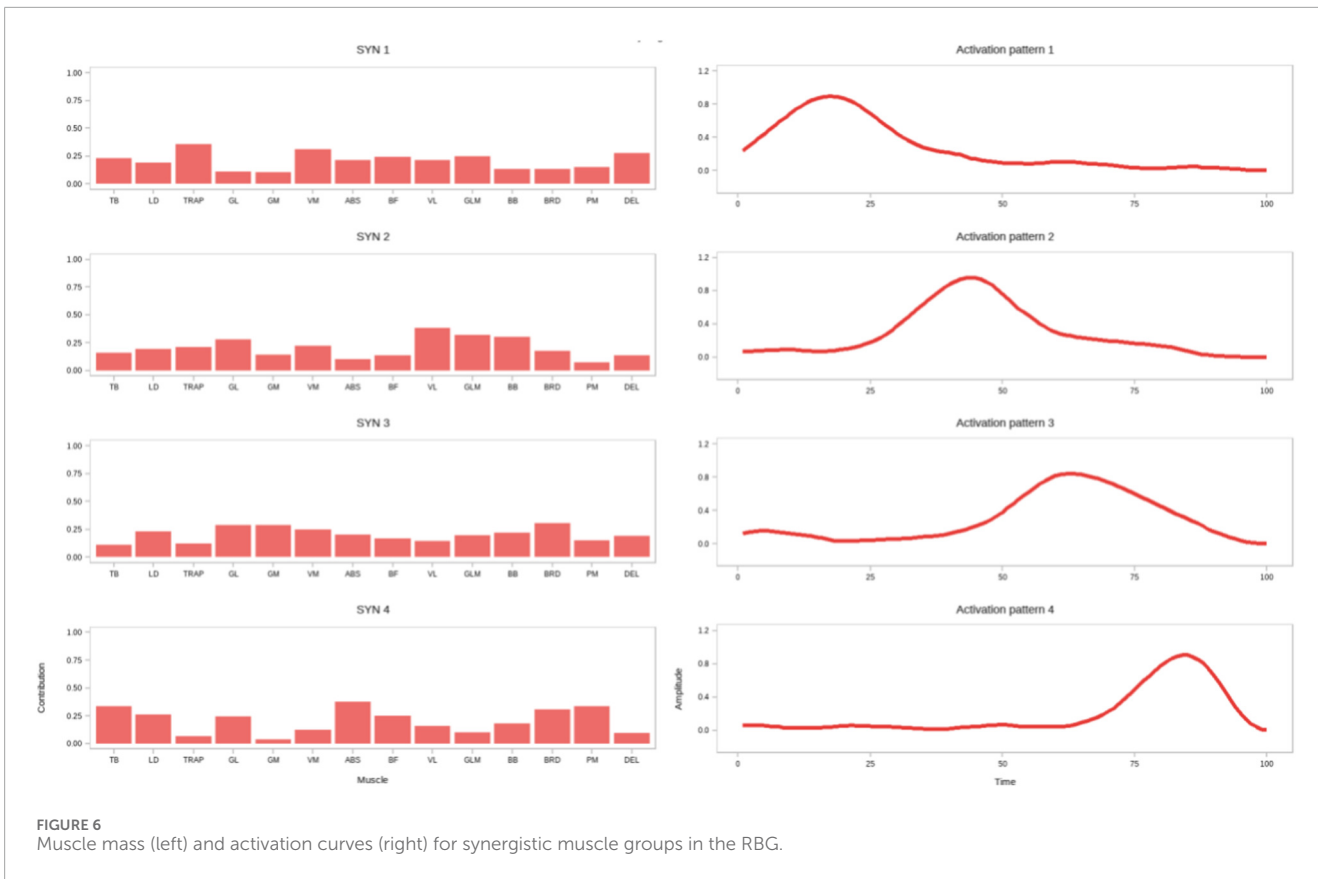 SYN 1
1.00
0.75
0.50
0.25
0.00
TB LD TRAP GL GM VM ABS BF VL GLM BB BRD PM DEL
Activation pattern 1
1.2
0.8
0.4
0.0
0 25 50 75 100
SYN 2
1.00
0.75
0.50
0.25
0.00
TB LD TRAP GL GM VM ABS BF VL GLM BB BRD PM DEL
Activation pattern 2
1.2
0.8
0.4
0.0
0 25 50 75 100
SYN 3
1.00
0.75
0.50
0.25
0.00
TB LD TRAP GL GM VM ABS BF VL GLM BB BRD PM DEL
Activation pattern 3
1.2
0.8
0.4
0.0
0 25 50 75 100
SYN 4
Contribution
1.00
0.75
0.50
0.25
0.00
TB LD TRAP GL GM VM ABS BF VL GLM BB BRD PM DEL
Muscle
Activation pattern 4
Amplitude
1.2
0.8
0.4
0.0
0 25 50 75 100
Time
FIGURE 6
Muscle mass (left) and activation curves (right) for synergistic muscle groups in the RBG.